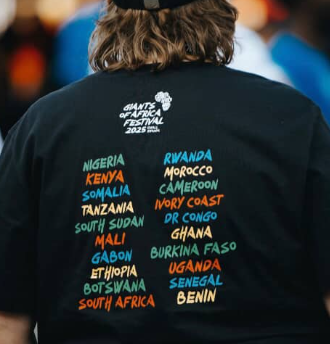 GIANTS
OF AFRICA
FESTIVAL
2025
NIGERIA
KENYA
SOMALIA
TANZANIA
SOUTH SUDAN
MALI
GABON
ETHIOPIA
BOTSWANA
SOUTH AFRICA
RWANDA
MOROCCO
CAMEROON
IVORY COAST
DR CONGO
GHANA
BURKINA FASO
UGANDA
SENEGAL
BENIN